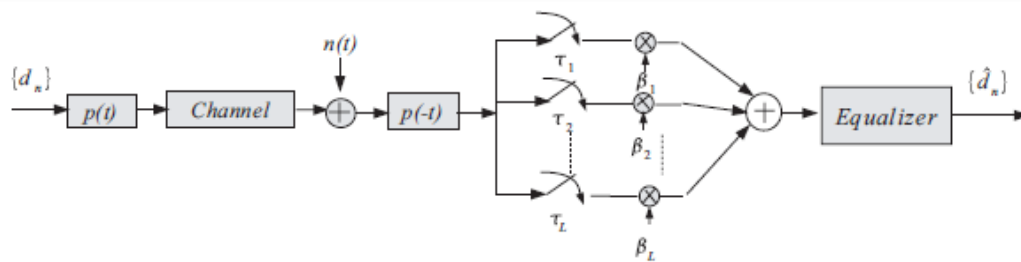 {d_n}
p(t)
Channel
n(t)
+
p(-t)
τ_1
β_1
τ_2
β_2
τ_L
β_L
+
Equalizer
{d̂_n}